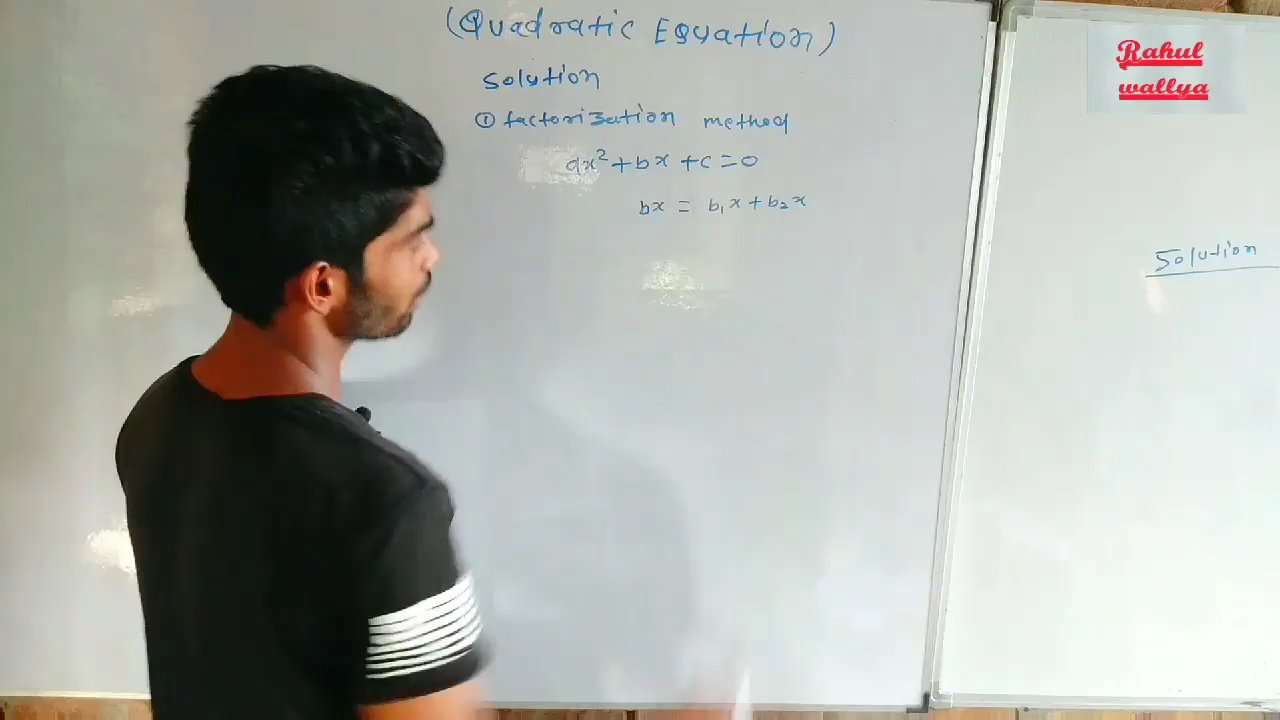 (Quadratic Equation)
Solution
① factorization method
ax²+bx+c=0
bx = b₁x+b₂x
Solution
Rahul
wallya